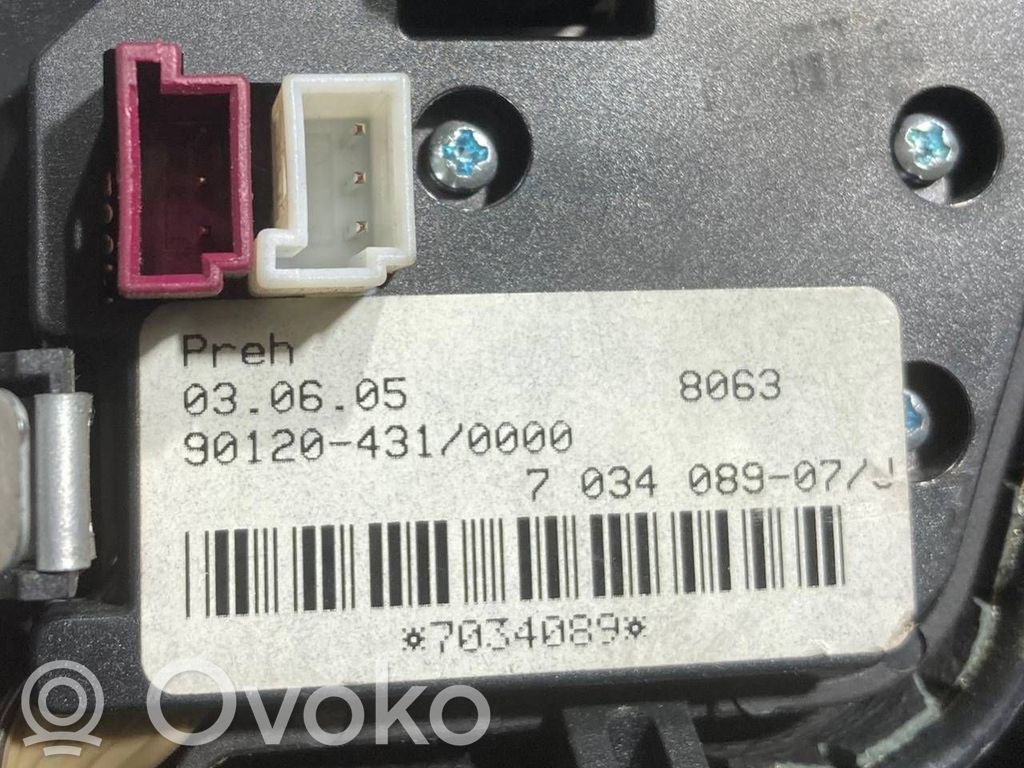 Preh
03.06.05 8063
90120-431/0000
7 034 089-07/J
*7034089*
Ovoko